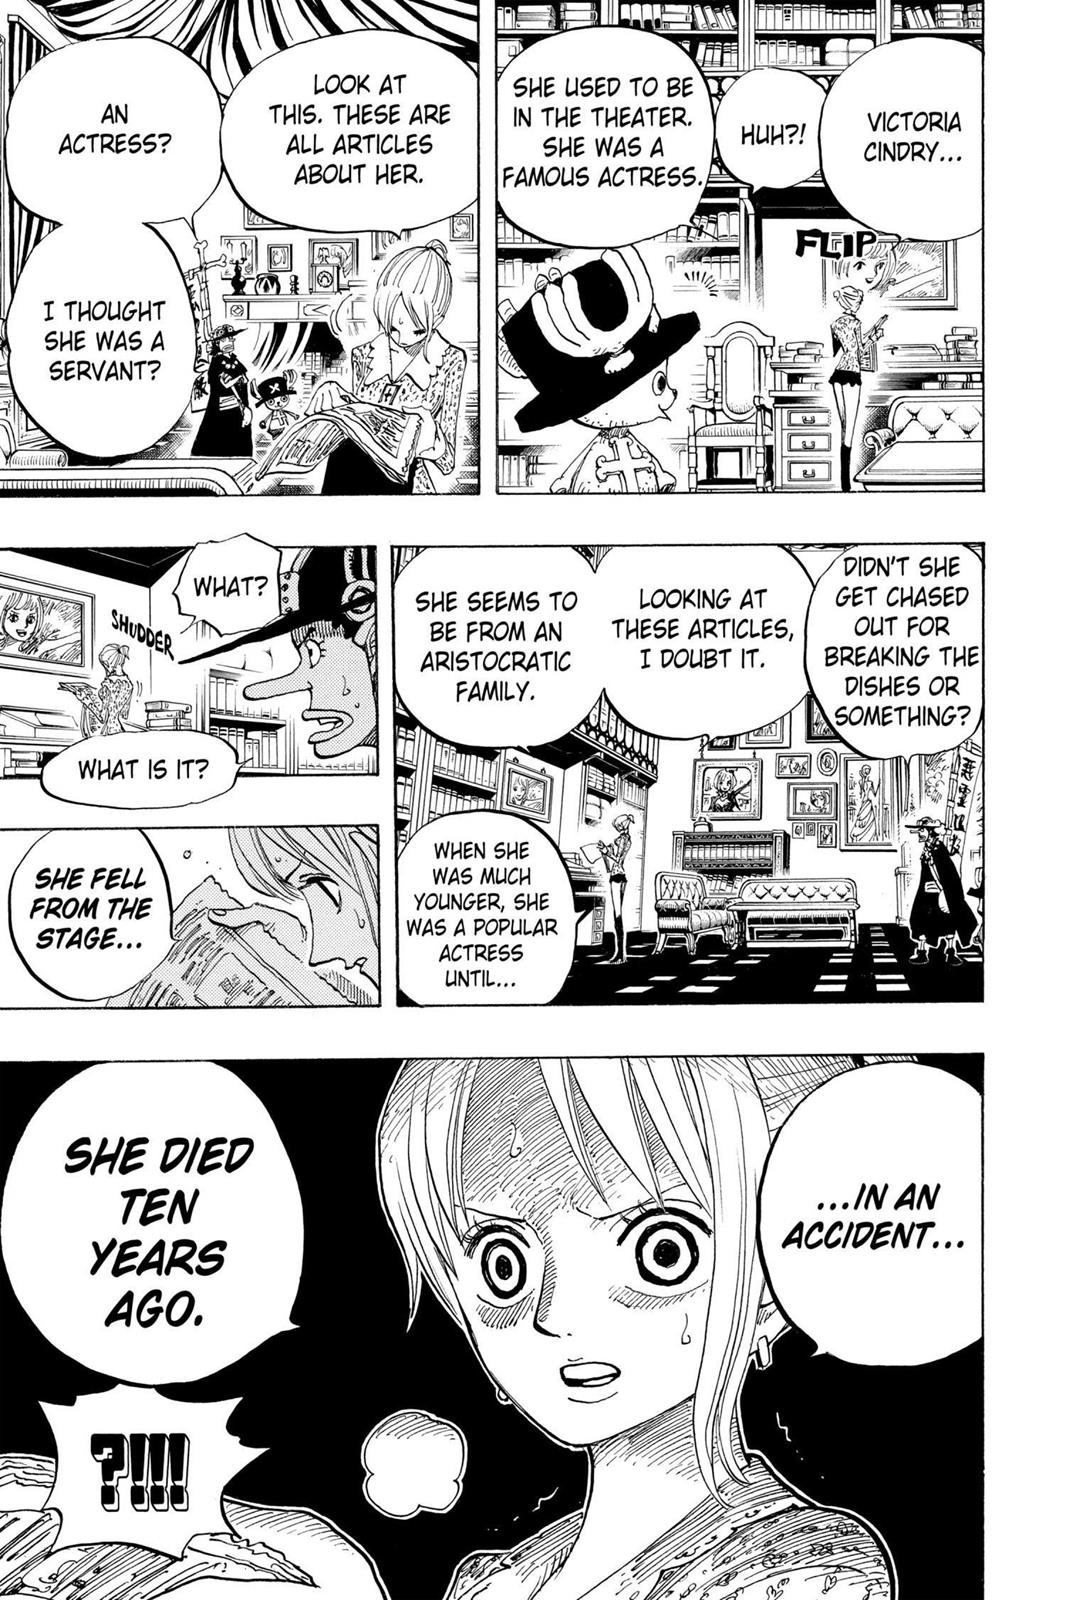 VICTORIA
CINDRY...
HUH?!
FLIP
SHE USED TO BE
IN THE THEATER.
SHE WAS A
FAMOUS ACTRESS.
LOOK AT
THIS. THESE ARE
ALL ARTICLES
ABOUT HER.
AN
ACTRESS?
I THOUGHT
SHE WAS A
SERVANT?
DIDN'T SHE
GET CHASED
OUT FOR
BREAKING THE
DISHES OR
SOMETHING?
LOOKING AT
THESE ARTICLES,
I DOUBT IT.
SHE SEEMS TO
BE FROM AN
ARISTOCRATIC
FAMILY.
WHEN SHE
WAS MUCH
YOUNGER, SHE
WAS A POPULAR
ACTRESS
UNTIL...
WHAT?
SHUDDER
WHAT IS IT?
SHE FELL
FROM THE
STAGE...
...IN AN
ACCIDENT...
SHE DIED
TEN
YEARS
AGO.
?!!!